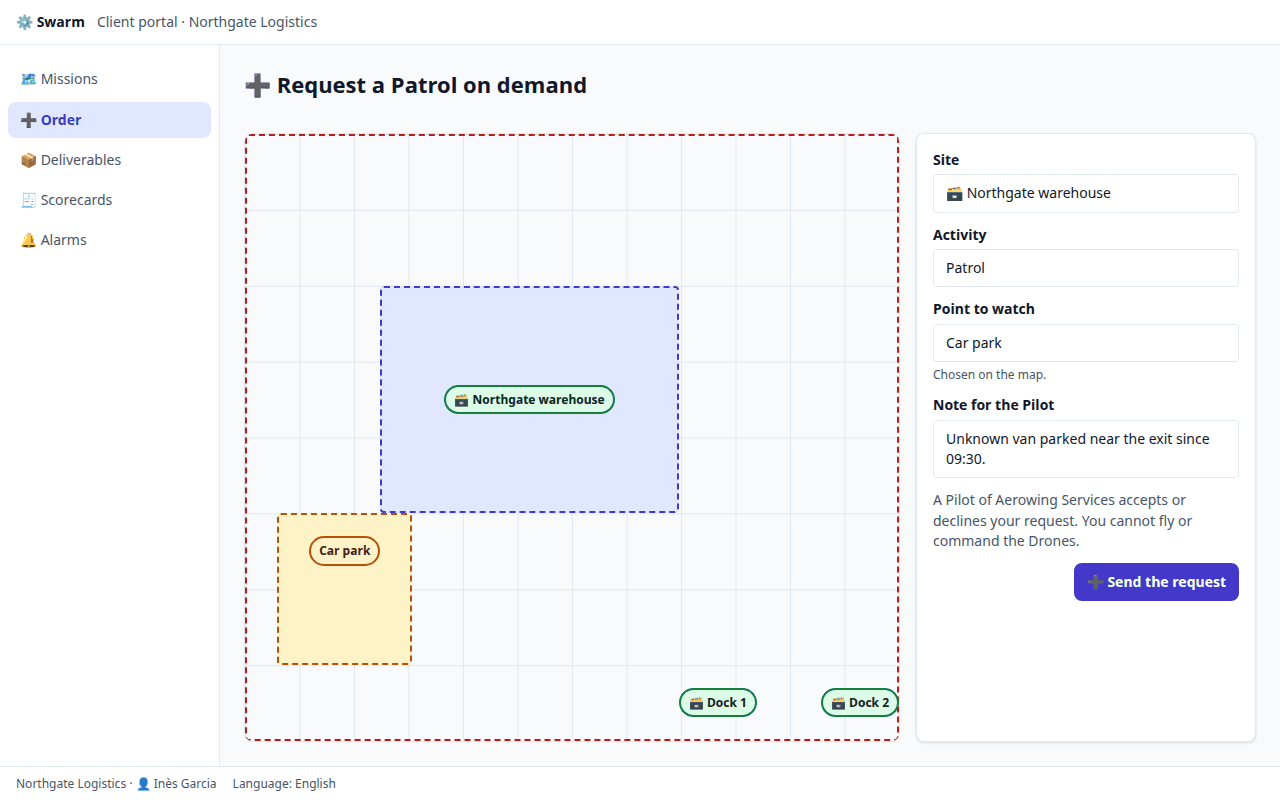 ⚙️ Swarm Client portal · Northgate Logistics
🗺️ Missions
➕ Order
📦 Deliverables
🧾 Scorecards
🔔 Alarms
➕ Request a Patrol on demand
🗃️ Northgate warehouse
Car park
🗃️ Dock 1
🗃️ Dock 2
Site
🗃️ Northgate warehouse
Activity
Patrol
Point to watch
Car park
Chosen on the map.
Note for the Pilot
Unknown van parked near the exit since
09:30.
A Pilot of Aerowing Services accepts or
declines your request. You cannot fly or
command the Drones.
➕ Send the request
Northgate Logistics · 👤 Inès Garcia Language: English